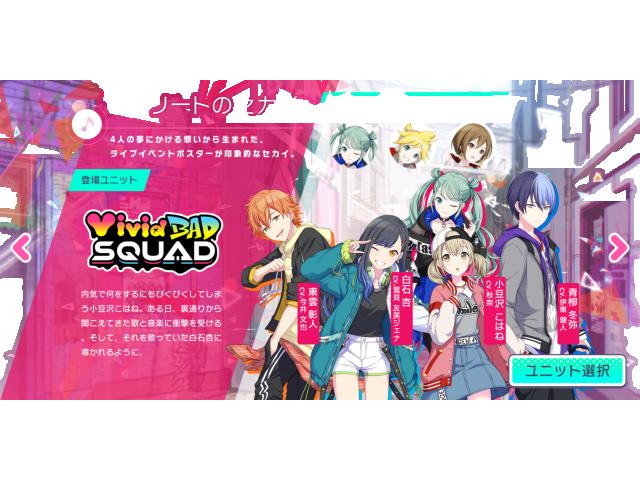 ノートのセカ
4人の夢にかける想いから生まれた、
ライブイベントポスターが印象的なセカイ。
登場ユニット
Vivid BAD
SQUAD
内気で何をするにもびくびくしてしま
う小豆沢こはね。ある日、裏通りから
聞こえてきた歌と音楽に衝撃を受ける
。そして、それを歌っていた白石杏に
導かれるように、
東雲 彰人
CV.今井 文也
白石 杏
CV.鷲見 友美ジェナ
小豆沢 こはね
CV.秋奈
青柳 冬弥
CV.伊東 健人
ユニット選択